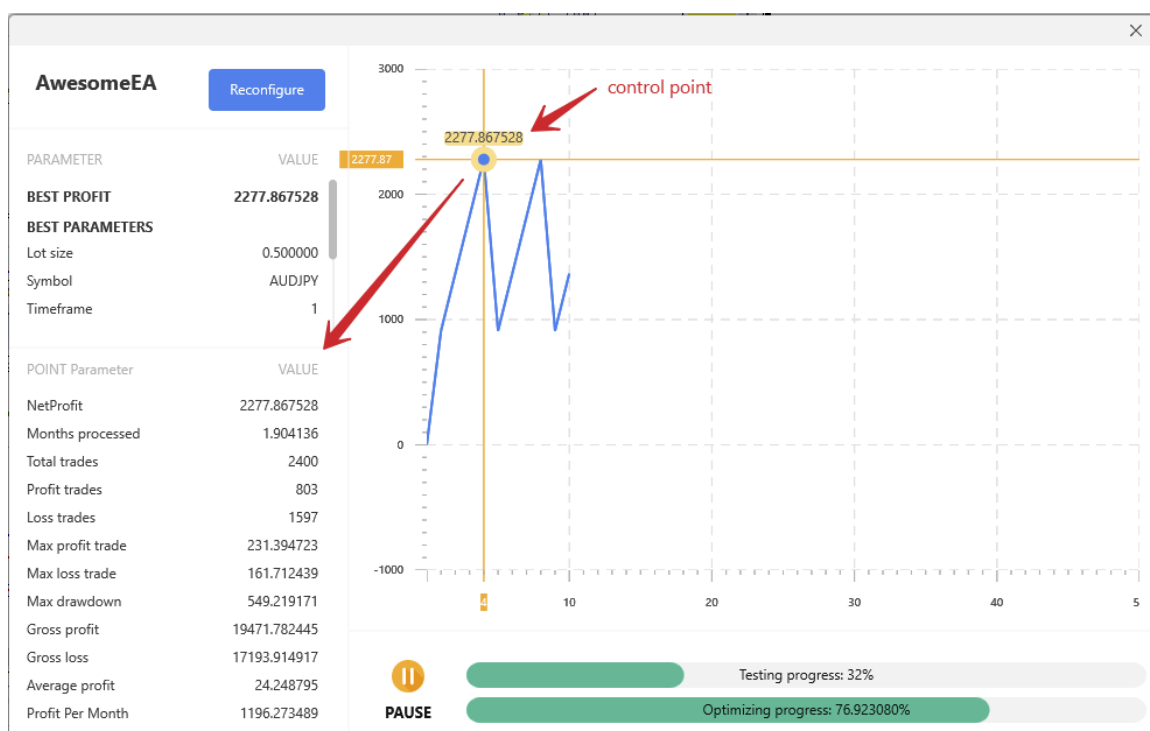 AwesomeEA
Reconfigure
PARAMETER VALUE
BEST PROFIT 2277.867528
BEST PARAMETERS
Lot size 0.500000
Symbol AUDJPY
Timeframe 1
POINT Parameter VALUE
NetProfit 2277.867528
Months processed 1.904136
Total trades 2400
Profit trades 803
Loss trades 1597
Max profit trade 231.394723
Max loss trade 161.712439
Max drawdown 549.219171
Gross profit 19471.782445
Gross loss 17193.914917
Average profit 24.248795
Profit Per Month 1196.273489
3000
control point
2277.867528
2277.87
2000
1000
0
-1000
4 10 20 30 40 5
PAUSE
Testing progress: 32%
Optimizing progress: 76.923080%